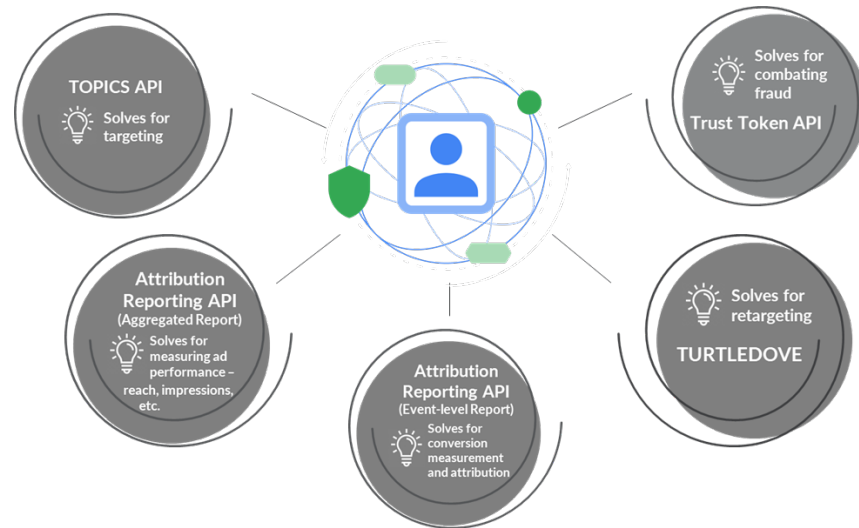 TOPICS API
Solves for
targeting
Solves for
combating
fraud
Trust Token API
Attribution
Reporting API
(Aggregated Report)
Solves for
measuring ad
performance –
reach, impressions,
etc.
Attribution
Reporting API
(Event-level Report)
Solves for
conversion
measurement
and attribution
Solves for
retargeting
TURTLEDOVE